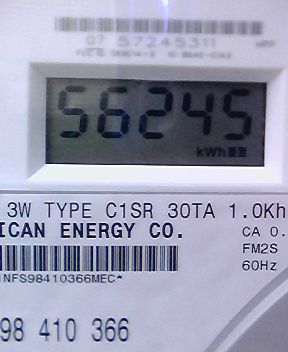 07 57245311
56245
kWh
3W TYPE C1SR 30TA 1.0Kh
ICAN ENERGY CO.
CA 0.
FM2S
60Hz
NFS98410366MEC*
98 410 366